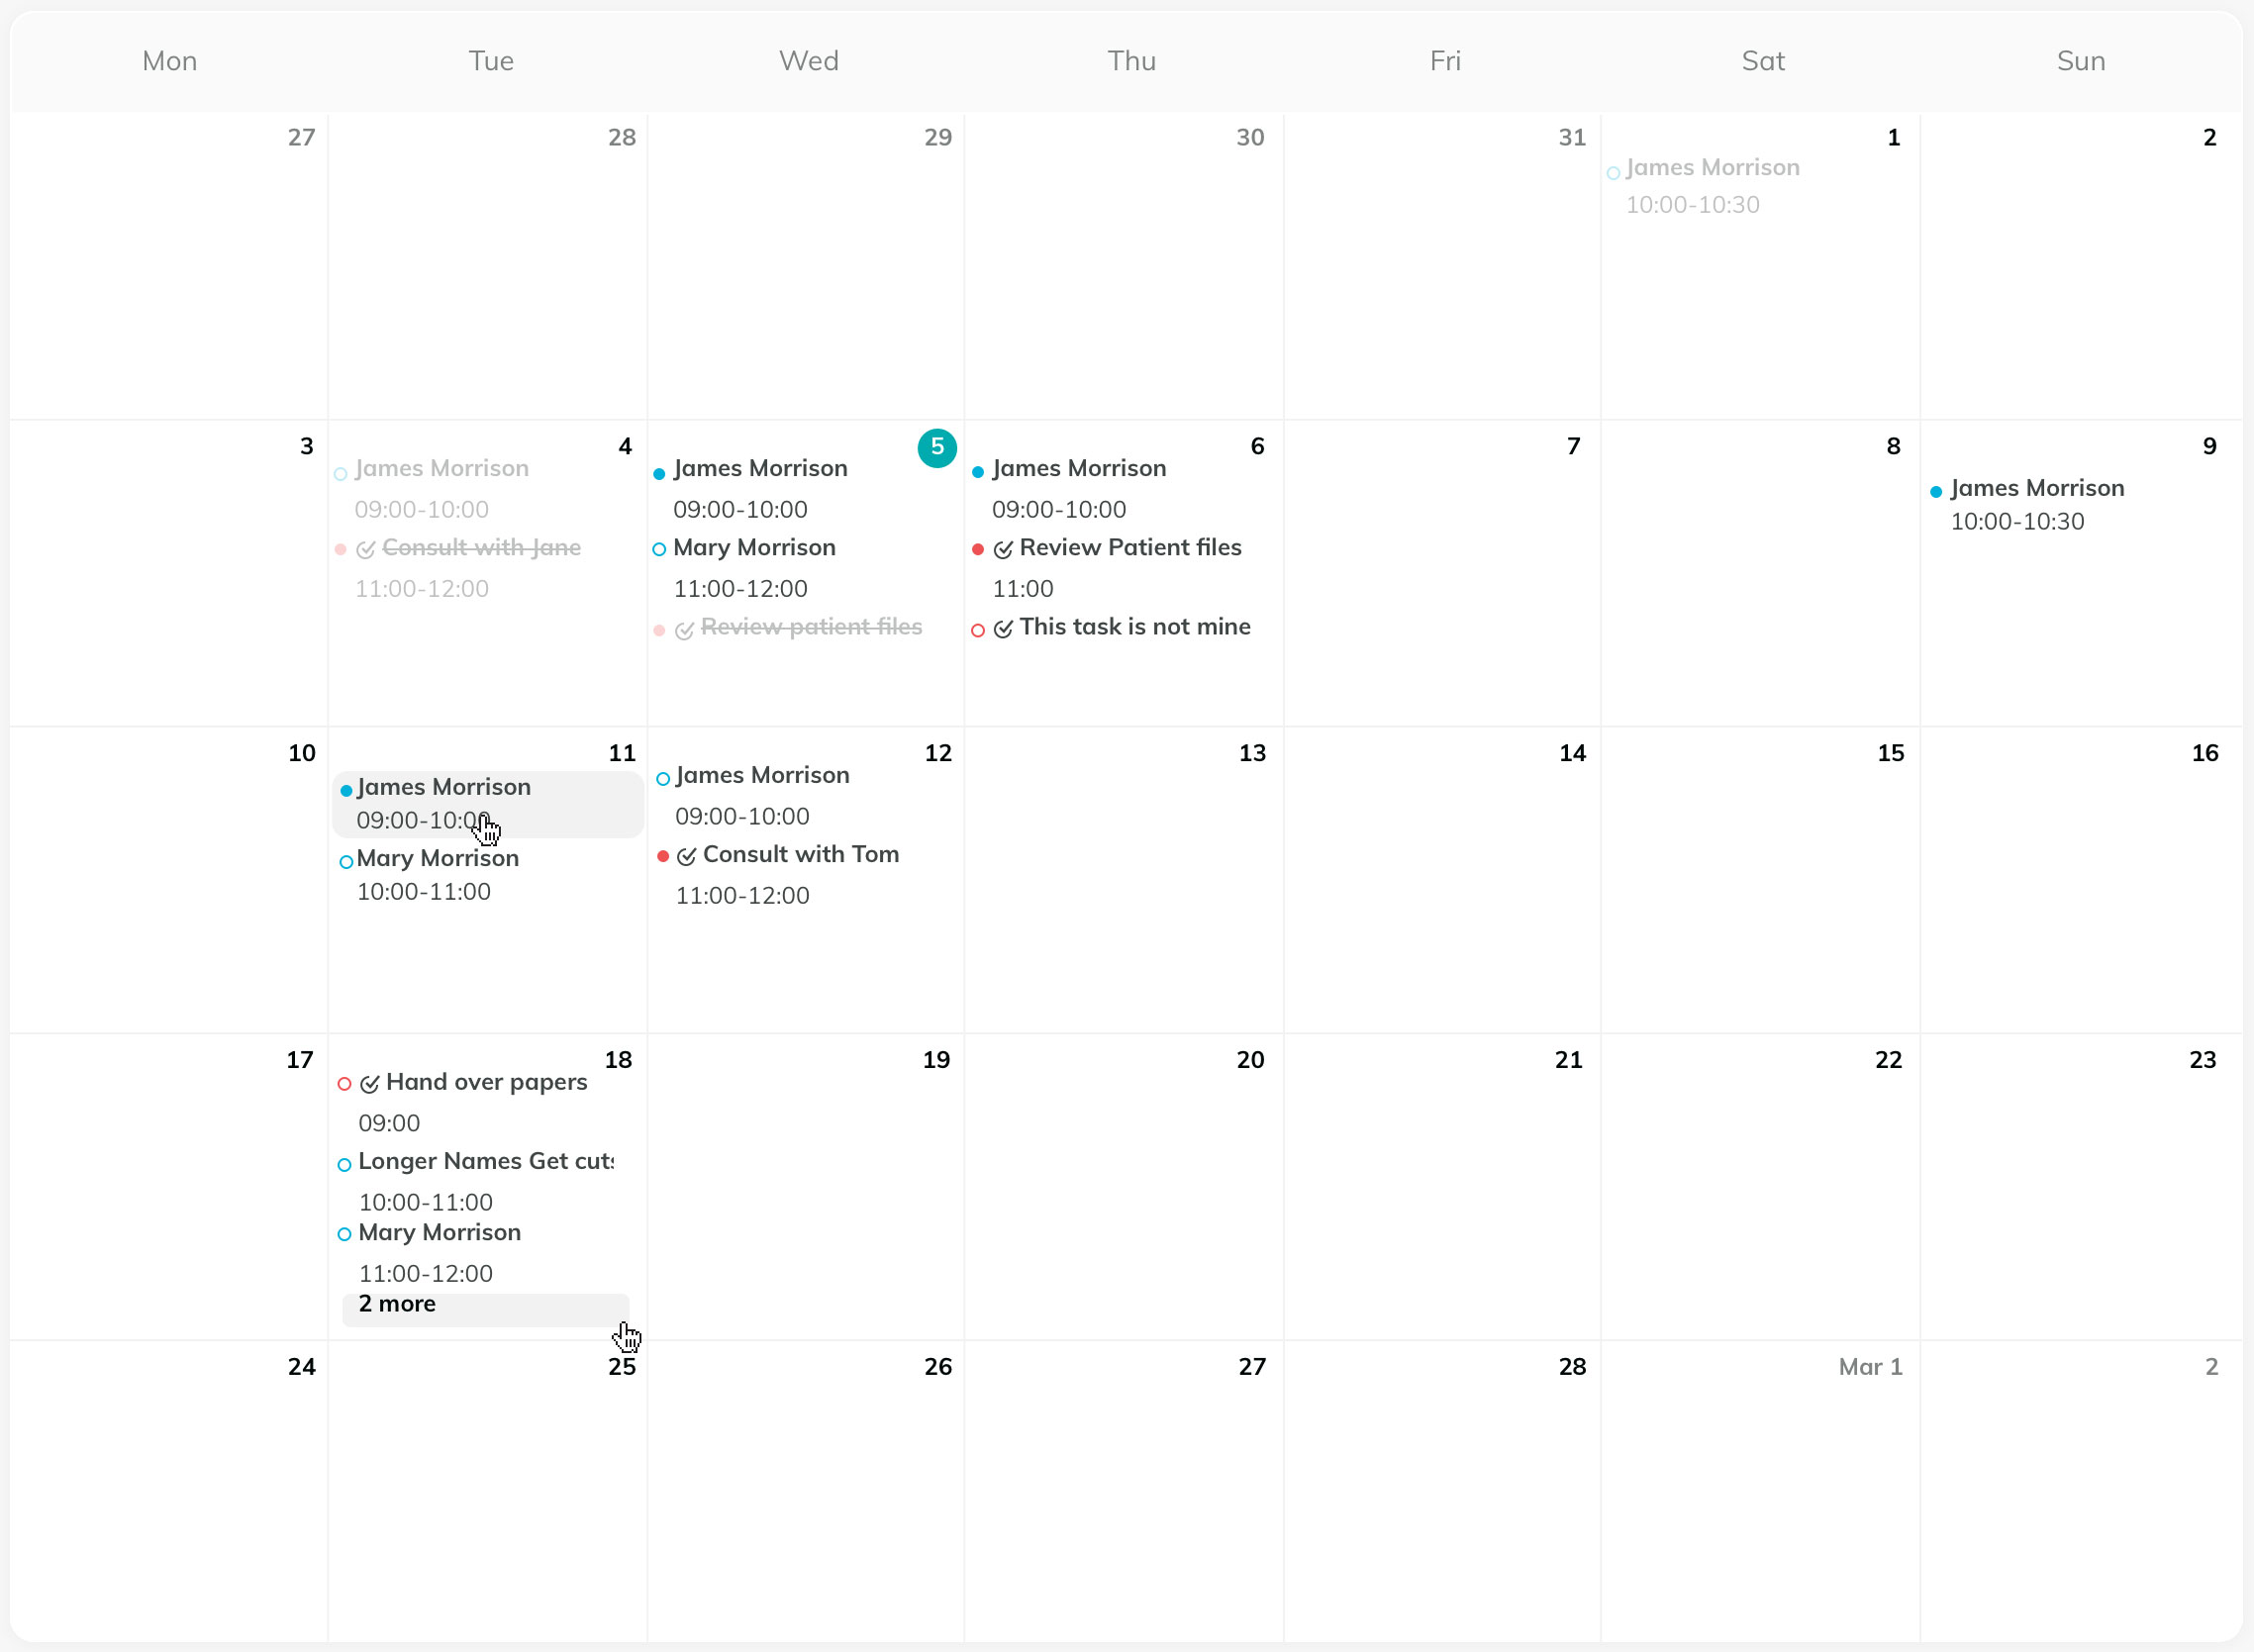 Mon Tue Wed Thu Fri Sat Sun
27 28 29 30 31 1 2
James Morrison
10:00-10:30
3
4
James Morrison
09:00-10:00
Consult with Jane
11:00-12:00
5
James Morrison
09:00-10:00
Mary Morrison
11:00-12:00
Review patient files
6
James Morrison
09:00-10:00
Review Patient files
11:00
This task is not mine
7
8
9
James Morrison
10:00-10:30
10
11
James Morrison
09:00-10:00
Mary Morrison
10:00-11:00
12
James Morrison
09:00-10:00
Consult with Tom
11:00-12:00
13
14
15
16
17
18
Hand over papers
09:00
Longer Names Get cuts
10:00-11:00
Mary Morrison
11:00-12:00
2 more
19
20
21
22
23
24 25 26 27 28 Mar 1 2